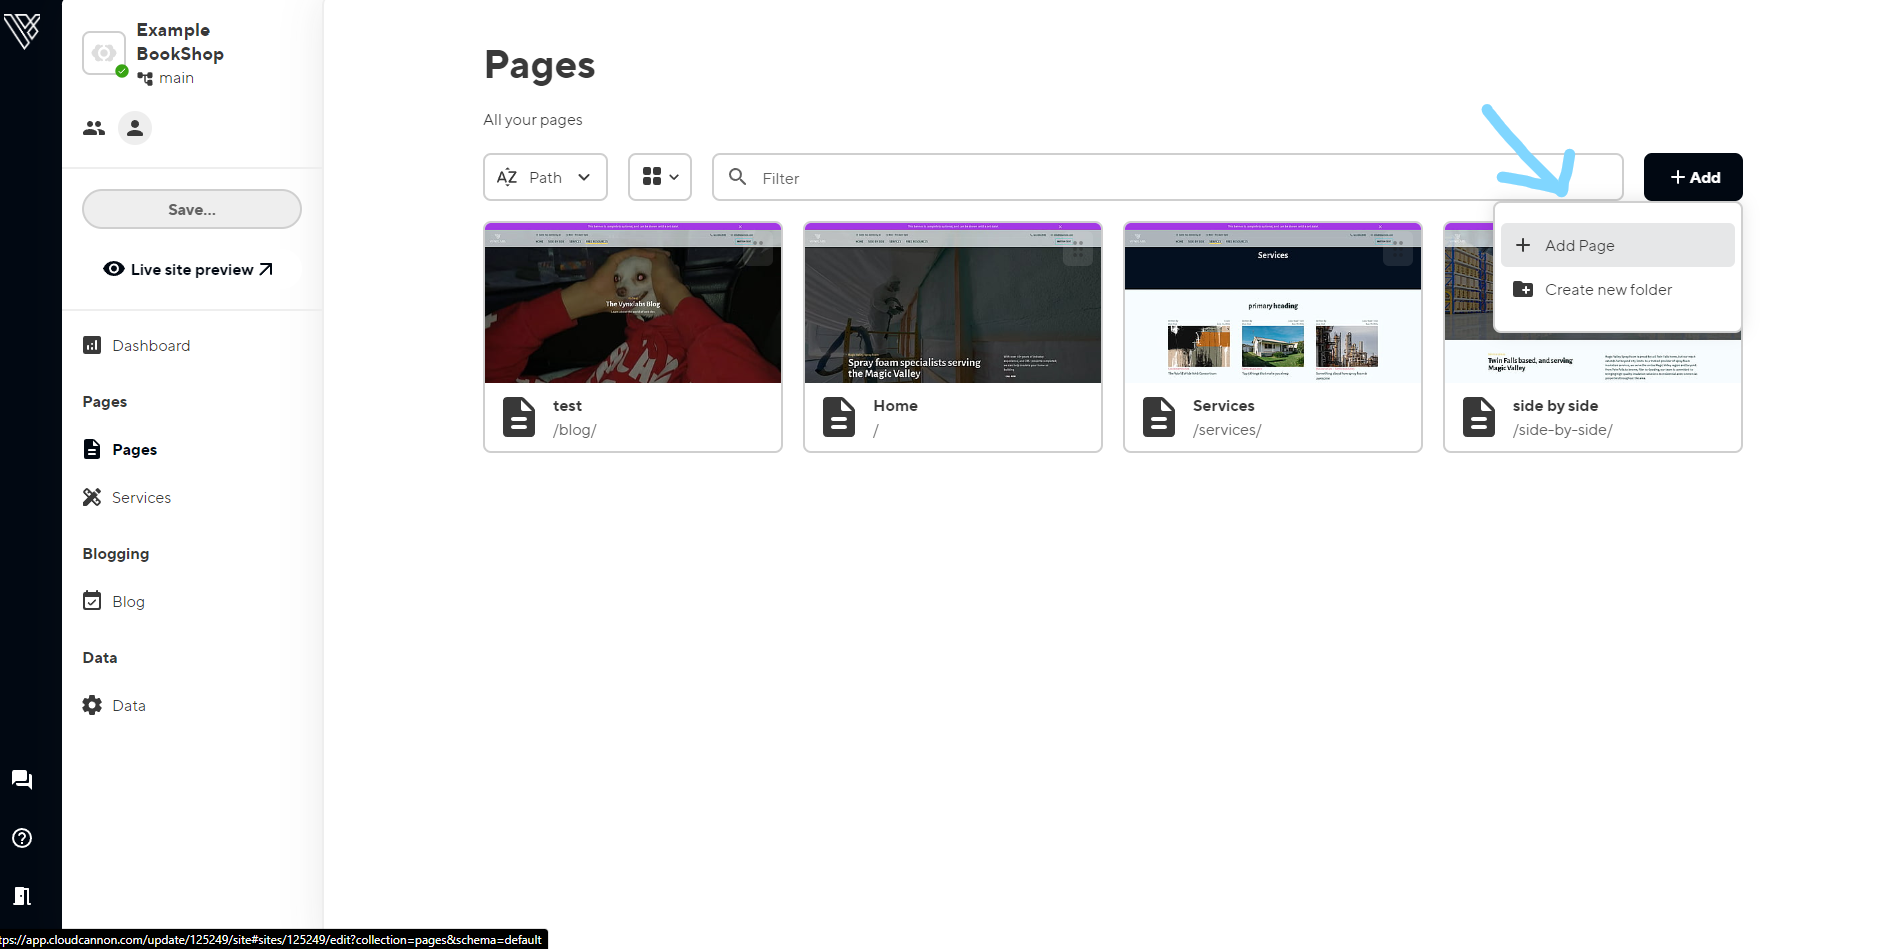 Example
BookShop
main
Save...
Live site preview
Dashboard
Pages
Pages
Services
Blogging
Blog
Data
Data
Pages
All your pages
AZ Path
Filter
+ Add
Add Page
Create new folder
The Vynxlabs Blog
test
/blog/
Spray foam specialists serving
the Magic Valley
Home
/
Services
primary heading
Services
/services/
Twin Falls based, and serving
Magic Valley
side by side
/side-by-side/
tps://app.cloudcannon.com/update/125249/site#sites/125249/edit?collection=pages&schema=default